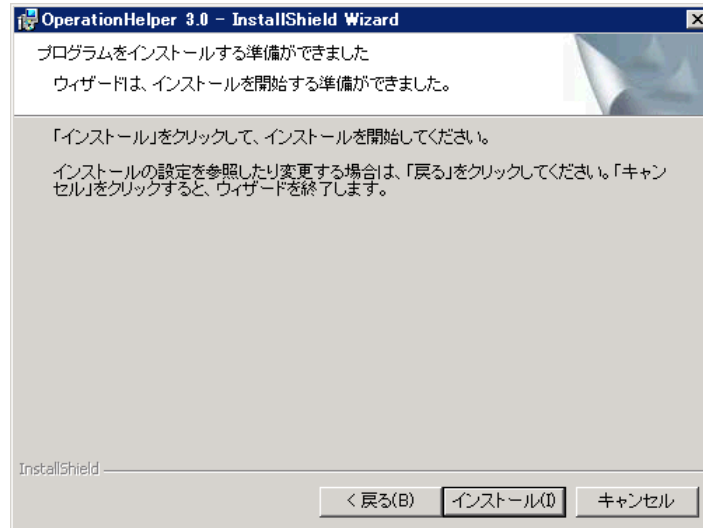 OperationHelper 3.0 - InstallShield Wizard
プログラムをインストールする準備ができました
ウィザードは、インストールを開始する準備ができました。
「インストール」をクリックして、インストールを開始してください。
インストールの設定を参照したり変更する場合は、「戻る」をクリックしてください。「キャン
セル」をクリックすると、ウィザードを終了します。
InstallShield
< 戻る(B)
インストール(I)
キャンセル